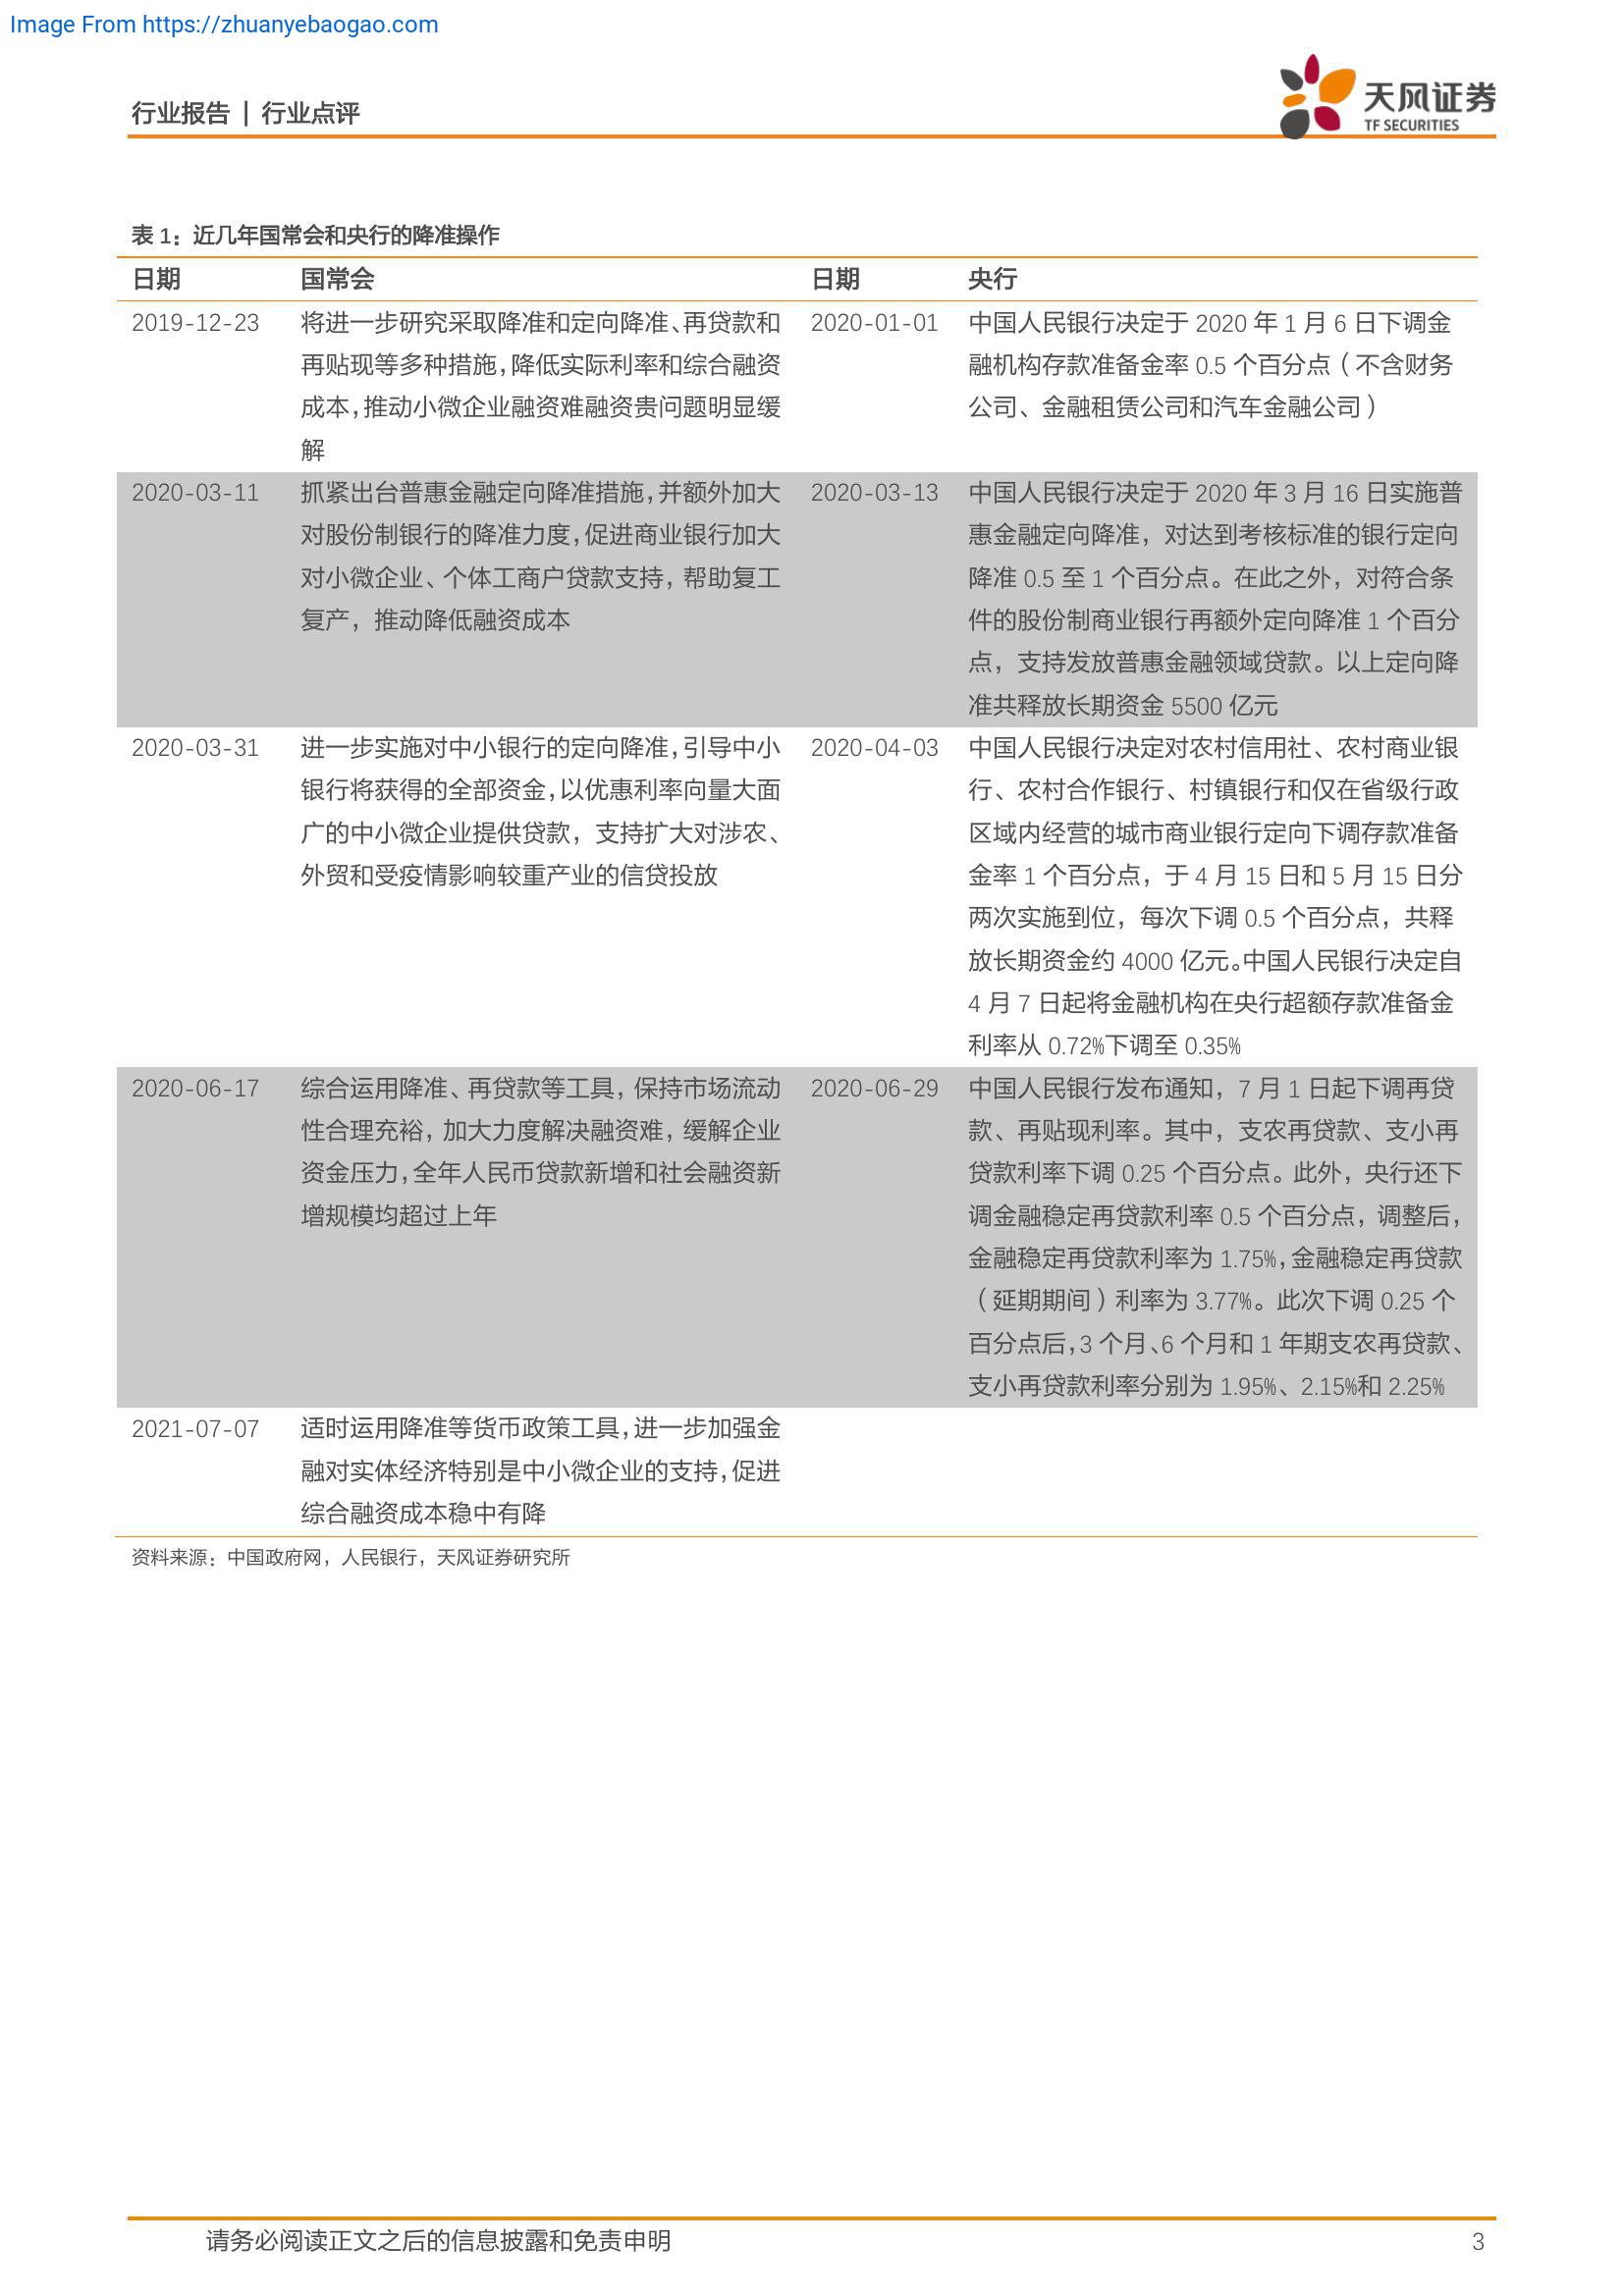 Image From https://zhuanyebaogao.com
行业报告 | 行业点评
天风证券
TF SECURITIES
表 1：近几年国常会和央行的降准操作
日期 国常会 日期 央行
2019-12-23 将进一步研究采取降准和定向降准、再贷款和 2020-01-01 中国人民银行决定于 2020 年 1 月 6 日下调金
再贴现等多种措施，降低实际利率和综合融资 融机构存款准备金率 0.5 个百分点（不含财务
成本，推动小微企业融资难融资贵问题明显缓 公司、金融租赁公司和汽车金融公司）
解
2020-03-11 抓紧出台普惠金融定向降准措施，并额外加大 2020-03-13 中国人民银行决定于 2020 年 3 月 16 日实施普
对股份制银行的降准力度，促进商业银行加大 惠金融定向降准，对达到考核标准的银行定向
对小微企业、个体工商户贷款支持，帮助复工 降准 0.5 至 1 个百分点。在此之外，对符合条
复产，推动降低融资成本 件的股份制商业银行再额外定向降准 1 个百分
点，支持发放普惠金融领域贷款。以上定向降
准共释放长期资金 5500 亿元
2020-03-31 进一步实施对中小银行的定向降准，引导中小 2020-04-03 中国人民银行决定对农村信用社、农村商业银
银行将获得的全部资金，以优惠利率向量大面 行、农村合作银行、村镇银行和仅在省级行政
广的中小微企业提供贷款，支持扩大对涉农、 区域内经营的城市商业银行定向下调存款准备
外贸和受疫情影响较重产业的信贷投放 金率 1 个百分点，于 4 月 15 日和 5 月 15 日分
两次实施到位，每次下调 0.5 个百分点，共释
放长期资金约 4000 亿元。中国人民银行决定自
4 月 7 日起将金融机构在央行超额存款准备金
利率从 0.72%下调至 0.35%
2020-06-17 综合运用降准、再贷款等工具，保持市场流动 2020-06-29 中国人民银行发布通知，7 月 1 日起下调再贷
性合理充裕，加大力度解决融资难，缓解企业 款、再贴现利率。其中，支农再贷款、支小再
资金压力，全年人民币贷款新增和社会融资新 贷款利率下调 0.25 个百分点。此外，央行还下
增规模均超过上年 调金融稳定再贷款利率 0.5 个百分点，调整后，
金融稳定再贷款利率为 1.75%，金融稳定再贷款
（延期期间）利率为 3.77%。此次下调 0.25 个
百分点后，3 个月、6 个月和 1 年期支农再贷款、
支小再贷款利率分别为 1.95%、2.15%和 2.25%
2021-07-07 适时运用降准等货币政策工具，进一步加强金
融对实体经济特别是中小微企业的支持，促进
综合融资成本稳中有降
资料来源：中国政府网，人民银行，天风证券研究所
请务必阅读正文之后的信息披露和免责申明 3